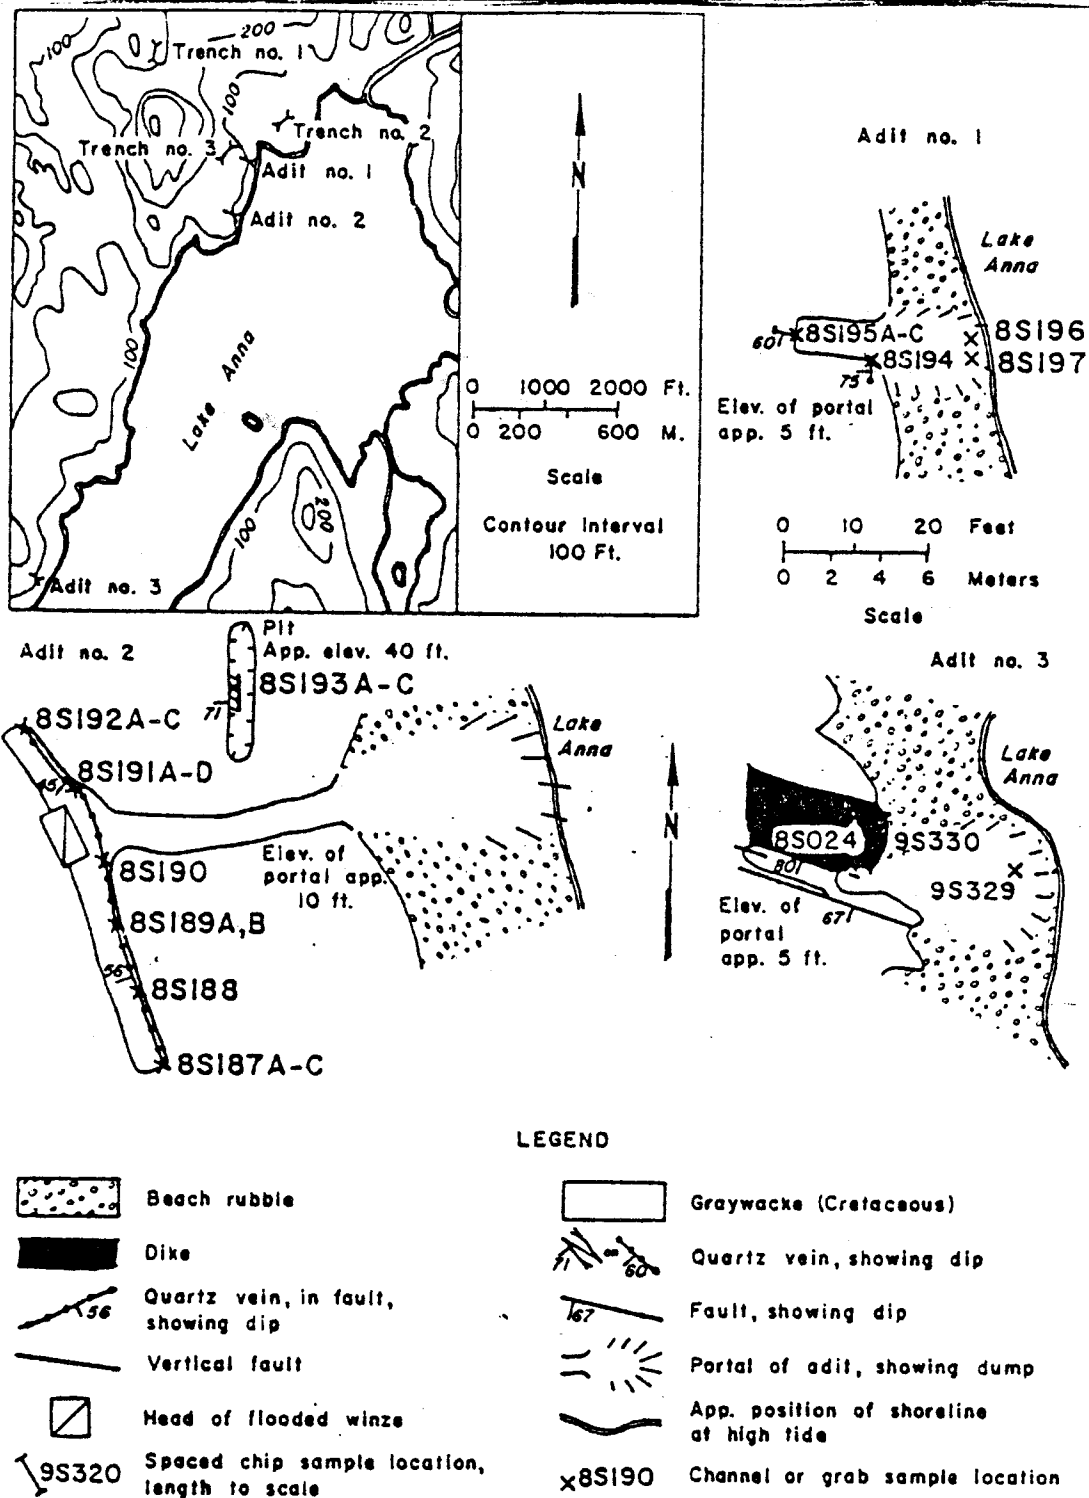 100
200
Trench no. 1
100
Trench no. 2
Trench no. 3
Adit no. 1
Adit no. 2
100
Lake Anna
100
200
Adit no. 3
N
0 1000 2000 Ft.
0 200 600 M.
Scale
Contour Interval
100 Ft.
Adit no. 1
Lake
Anna
60
8S195A-C
8S196
8S194
8S197
75
Elev. of portal
app. 5 ft.
0 10 20 Feet
0 2 4 6 Meters
Scale
Adit no. 2
Pit
App. elev. 40 ft.
8S193A-C
71
8S192A-C
45
8S191A-D
Lake
Anna
8S190
Elev. of
portal app.
10 ft.
8S189A,B
56
8S188
8S187A-C
N
Adit no. 3
Lake
Anna
8S024
9S330
80
9S329
67
Elev. of
portal
app. 5 ft.
LEGEND
Beach rubble
Dike
56
Quartz vein, in fault,
showing dip
Vertical fault
Head of flooded winze
9S320
Spaced chip sample location,
length to scale
Graywacke (Cretaceous)
71 60
Quartz vein, showing dip
67
Fault, showing dip
Portal of adit, showing dump
App. position of shoreline
at high tide
x8S190
Channel or grab sample location